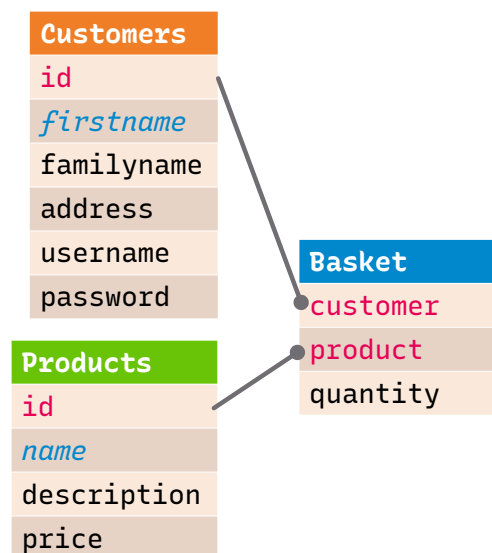 Customers
id
firstname
familyname
address
username
password
Products
id
name
description
price
Basket
customer
product
quantity